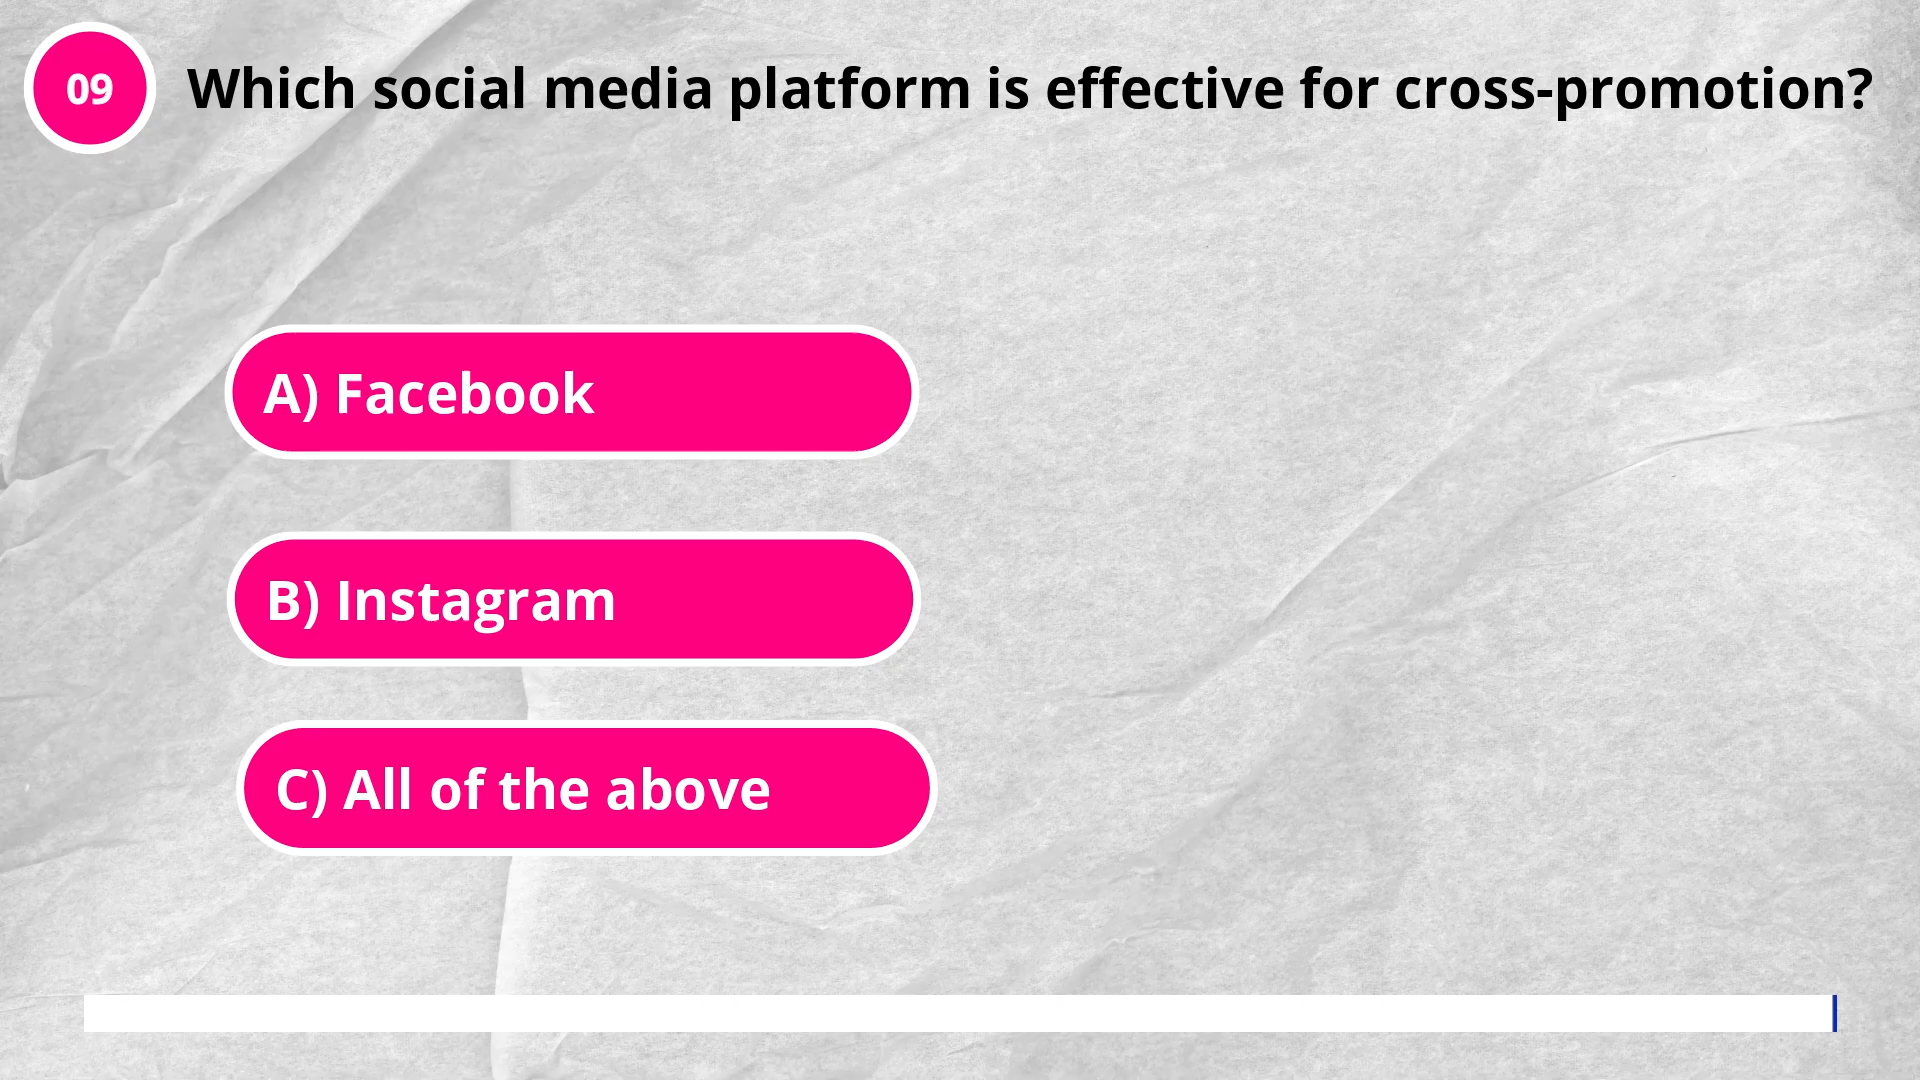 09
Which social media platform is effective for cross-promotion?
A) Facebook
B) Instagram
C) All of the above